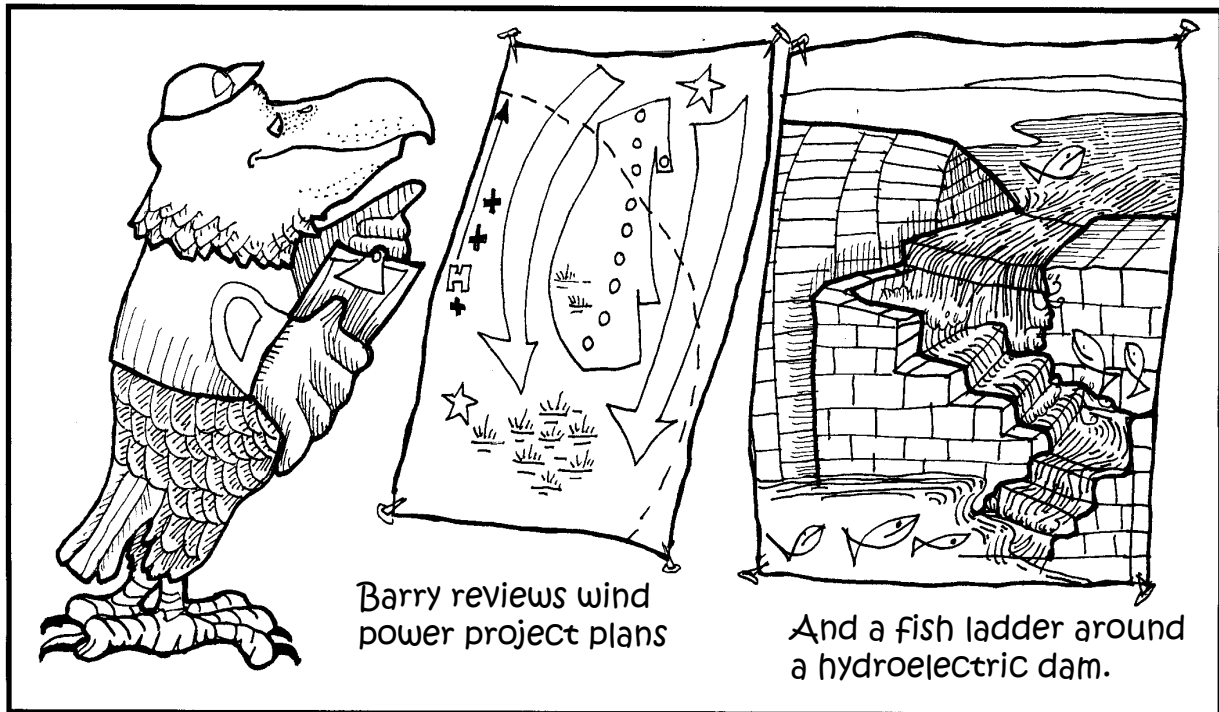 H
Barry reviews wind
power project plans
And a fish ladder around
a hydroelectric dam.